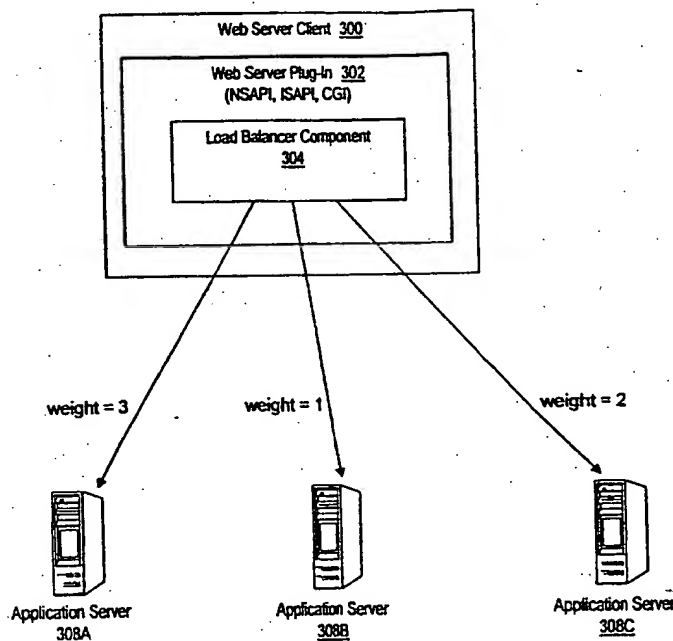 Web Server Client 300
Web Server Plug-In 302
(NSAPI, ISAPI, CGI)
Load Balancer Component
304
weight = 3
weight = 1
weight = 2
Application Server
308A
Application Server
308B
Application Server
308C